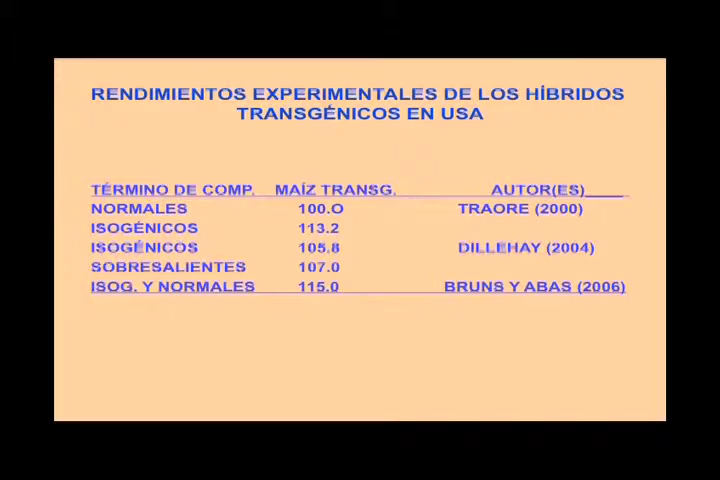 RENDIMIENTOS EXPERIMENTALES DE LOS HÍBRIDOS
TRANSGÉNICOS EN USA
TÉRMINO DE COMP. MAÍZ TRANSG. AUTOR(ES)____
NORMALES 100.O TRAORE (2000)
ISOGÉNICOS 113.2
ISOGÉNICOS 105.8 DILLEHAY (2004)
SOBRESALIENTES 107.0
ISOG. Y NORMALES 115.0 BRUNS Y ABAS (2006)